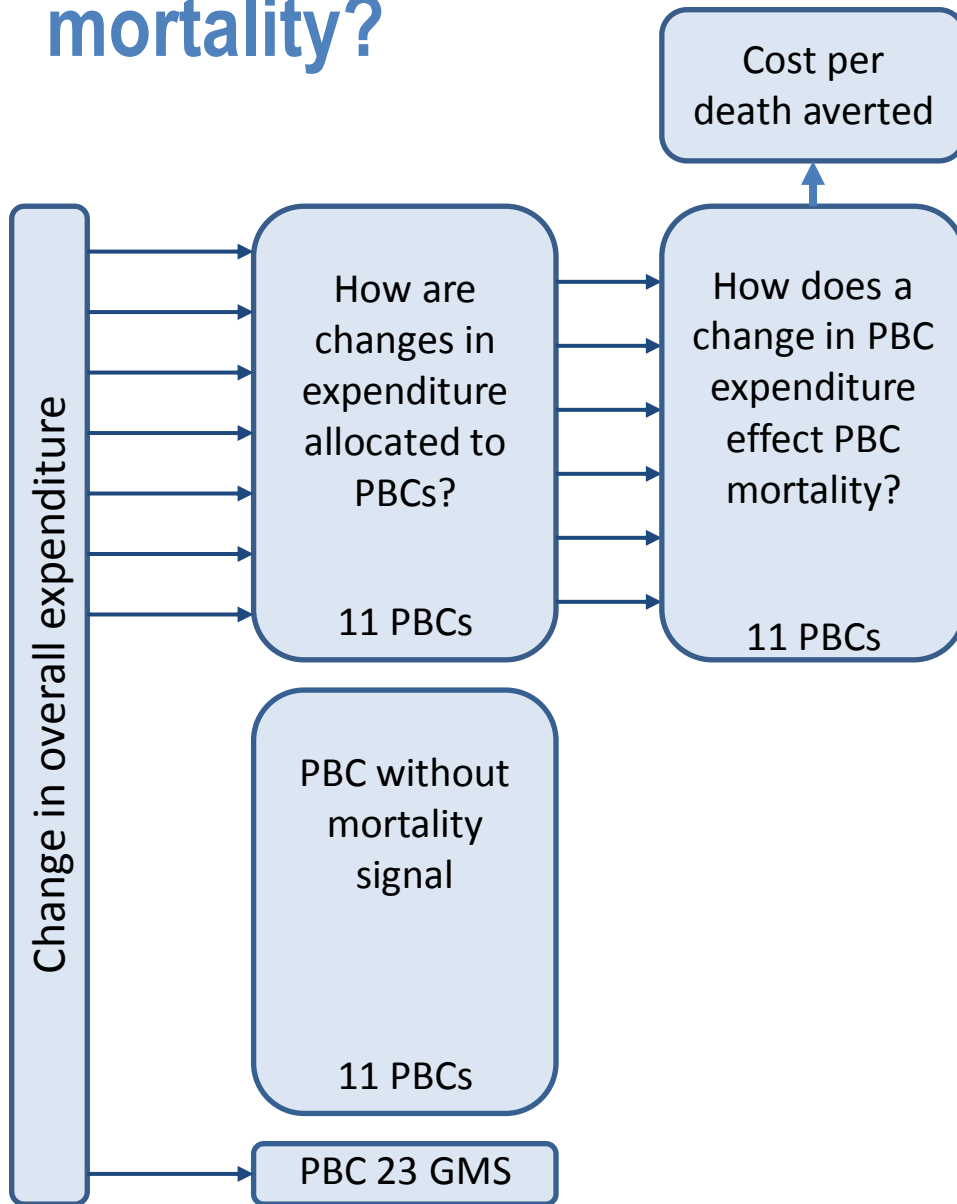 mortality?
Cost per
death averted
Change in overall expenditure
How are
changes in
expenditure
allocated to
PBCs?
11 PBCs
How does a
change in PBC
expenditure
effect PBC
mortality?
11 PBCs
PBC without
mortality
signal
11 PBCs
PBC 23 GMS